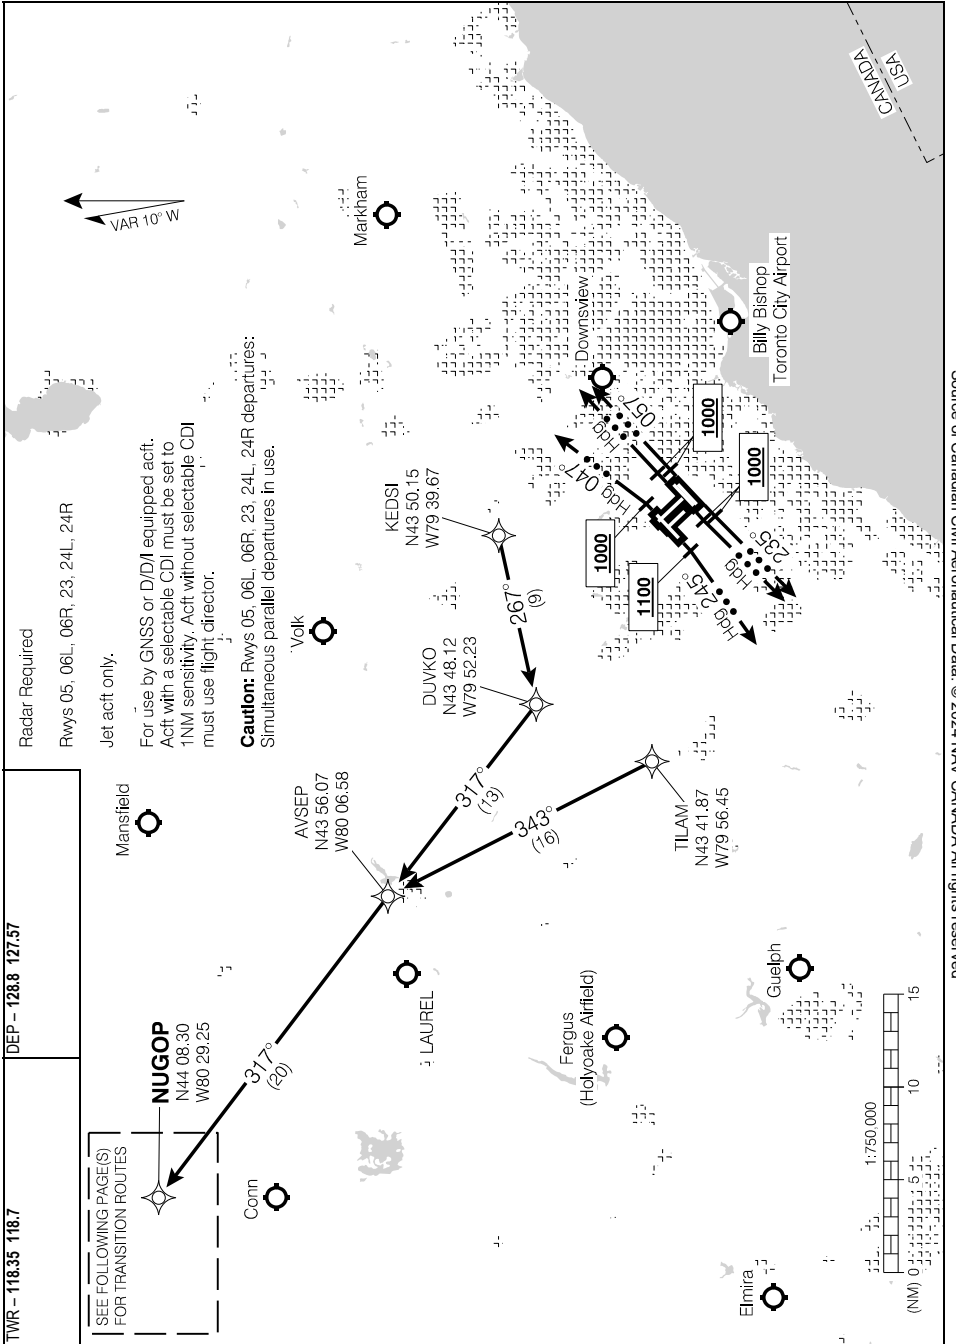 TWR – 118.35 118.7
DEP – 128.8 127.57
SEE FOLLOWING PAGE(S)
FOR TRANSITION ROUTES
Radar Required
Rwys 05, 06L, 06R, 23, 24L, 24R
Jet acft only.
For use by GNSS or D/D/I equipped acft.
Acft with a selectable CDI must be set to
1NM sensitivity. Acft without selectable CDI
must use flight director.
Caution: Rwys 05, 06L, 06R, 23, 24L, 24R departures:
Simultaneous parallel departures in use.
VAR 10° W
NUGOP
N44 08.30
W80 29.25
Mansfield
Volk
Markham
Conn
317°
(20)
AVSEP
N43 56.07
W80 06.58
LAUREL
317°
(13)
DUVKO
N43 48.12
W79 52.23
267°
(9)
KEDSI
N43 50.15
W79 39.67
343°
(16)
TILAM
N43 41.87
W79 56.45
Fergus
(Holyoake Airfield)
Guelph
Elmira
Downsview
Hdg 047°
Hdg 057°
Hdg 245°
Hdg 235°
1000
1100
1000
1000
Billy Bishop
Toronto City Airport
CANADA
USA
1:750,000
(NM) 0 5 10 15